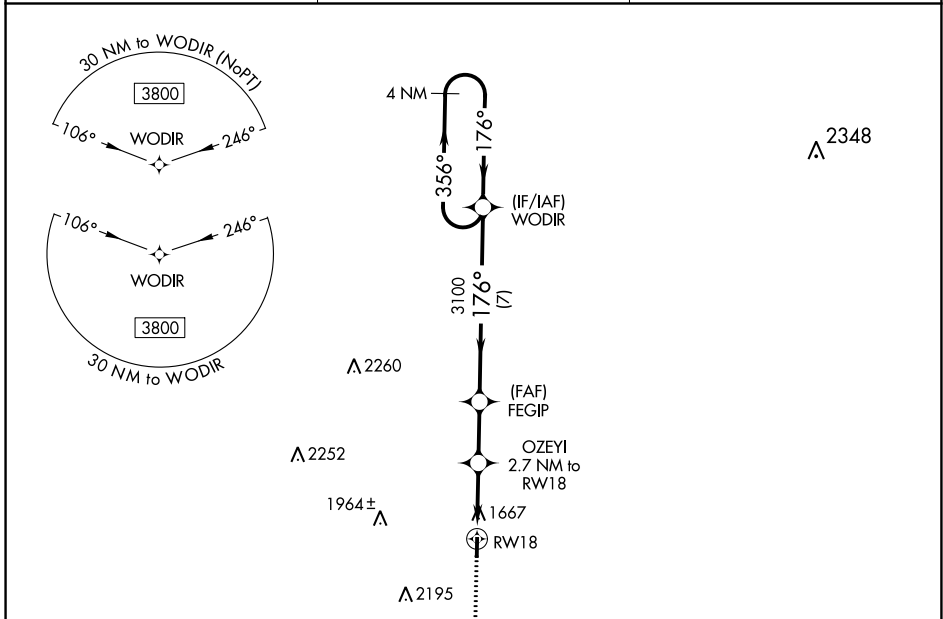 30 NM to WODIR (NoPT)
3800
106°
246°
WODIR
106°
246°
WODIR
3800
30 NM to WODIR
4 NM
176°
356°
(IF/IAF)
WODIR
2348
3100
176°
(7)
2260
(FAF)
FEGIP
2252
OZEYI
2.7 NM to
RW18
1964±
1667
RW18
2195